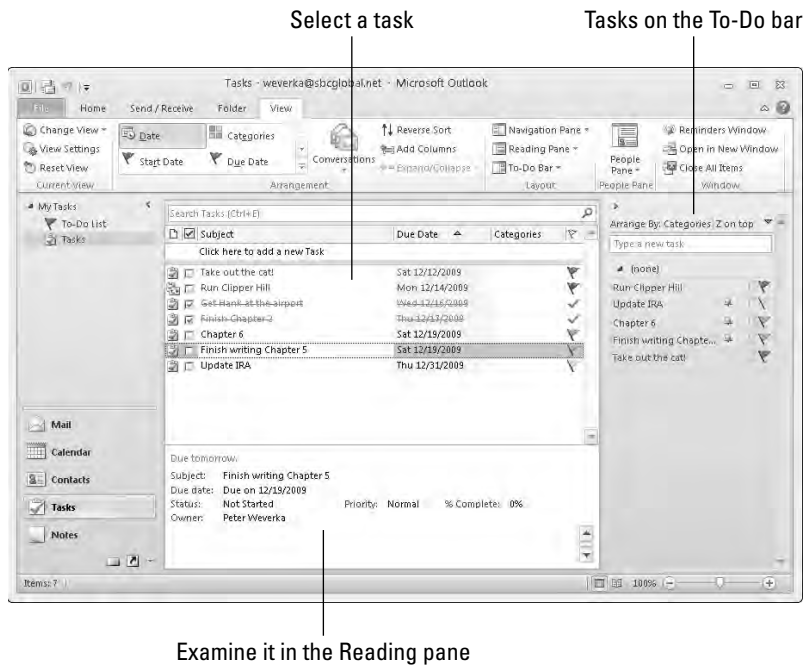 Select a task
Tasks on the To-Do bar
Tasks - weverka@sbcglobal.net - Microsoft Outlook
File Home Send / Receive Folder View
Change View
View Settings
Reset View
Current View
Date
Categories
Start Date
Due Date
Conversations
Reverse Sort
Add Columns
Expand/Collapse
Arrangement
Navigation Pane
Reading Pane
To-Do Bar
Layout
People Pane
People Pane
Reminders Window
Open in New Window
Close All Items
Window
My Tasks
To-Do List
Tasks
Search Tasks (Ctrl+E)
Subject Due Date Categories
Click here to add a new Task
Take out the cat! Sat 12/12/2009
Run Clipper Hill Mon 12/14/2009
Get Hank at the airport Wed 12/16/2009
Finish Chapter 2 Thu 12/17/2009
Chapter 6 Sat 12/19/2009
Finish writing Chapter 5 Sat 12/19/2009
Update IRA Thu 12/31/2009
Arrange By: Categories Z on top
Type a new task
(none)
Run Clipper Hill
Update IRA
Chapter 6
Finish writing Chapte...
Take out the cat!
Mail
Calendar
Contacts
Tasks
Notes
Due tomorrow.
Subject: Finish writing Chapter 5
Due date: Due on 12/19/2009
Status: Not Started Priority: Normal % Complete: 0%
Owner: Peter Weverka
Items: 7
100%
Examine it in the Reading pane